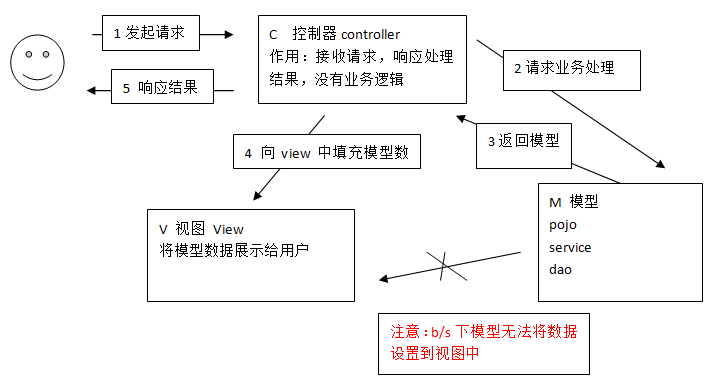 1 发起请求
C 控制器 controller
作用：接收请求，响应处理
结果，没有业务逻辑
2 请求业务处理
5 响应结果
3 返回模型
4 向 view 中填充模型数
M 模型
pojo
service
dao
V 视图 View
将模型数据展示给用户
注意：b/s 下模型无法将数据
设置到视图中